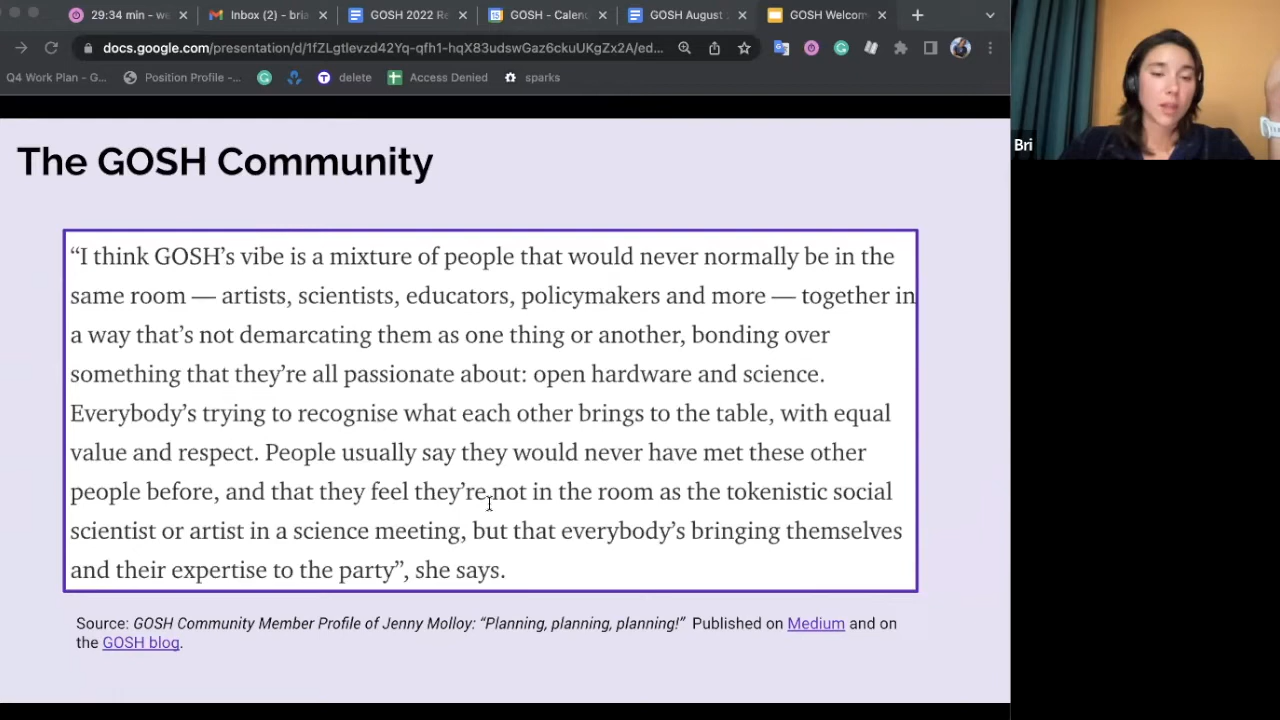 29:34 min - we
Inbox (2) - bria
GOSH 2022 Re
GOSH - Calen
GOSH August
GOSH Welcom
docs.google.com/presentation/d/1fZLgtlevzd42Yq-qfh1-hqX83udswGaz6ckuUKgZx2A/ed...
Q4 Work Plan - G...
Position Profile -...
delete
Access Denied
sparks
Bri
The GOSH Community
“I think GOSH’s vibe is a mixture of people that would never normally be in the
same room — artists, scientists, educators, policymakers and more — together in
a way that’s not demarcating them as one thing or another, bonding over
something that they’re all passionate about: open hardware and science.
Everybody’s trying to recognise what each other brings to the table, with equal
value and respect. People usually say they would never have met these other
people before, and that they feel they’re not in the room as the tokenistic social
scientist or artist in a science meeting, but that everybody’s bringing themselves
and their expertise to the party”, she says.
Source: GOSH Community Member Profile of Jenny Molloy: “Planning, planning, planning!” Published on Medium and on
the GOSH blog.